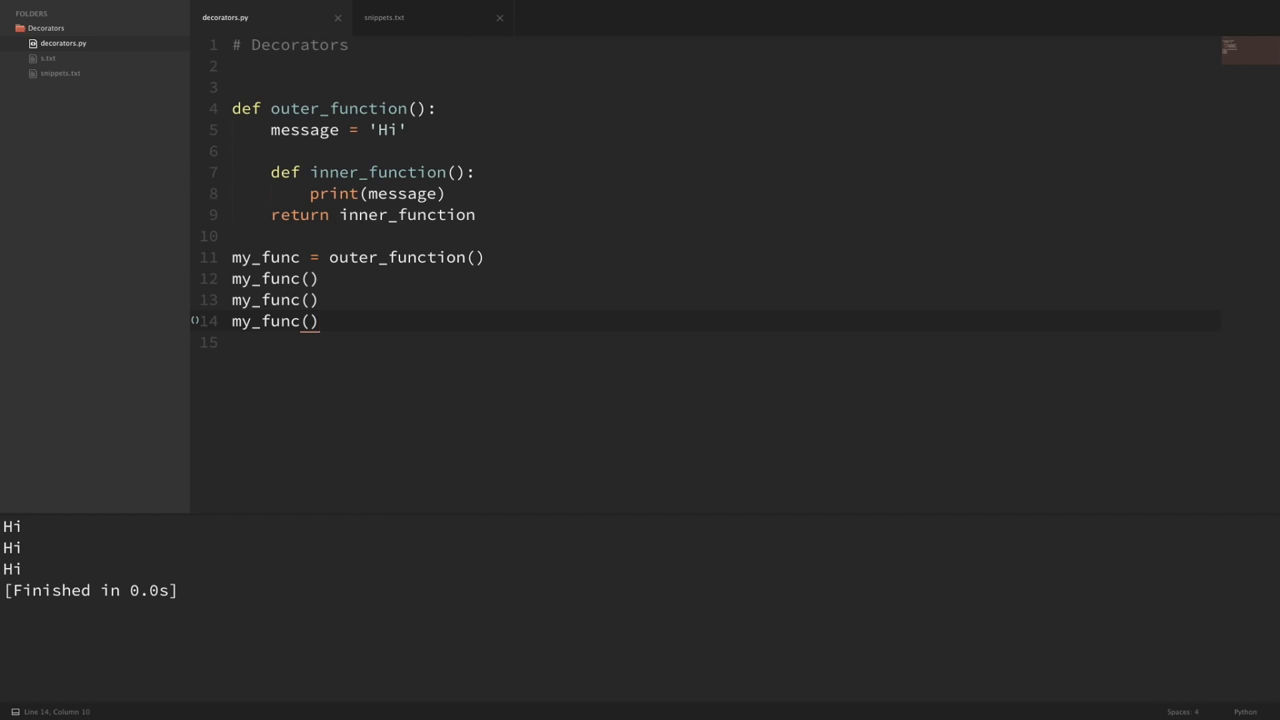 FOLDERS
Decorators
decorators.py
s.txt
snippets.txt
decorators.py
snippets.txt
1 # Decorators
2
3
4 def outer_function():
5     message = 'Hi'
6
7     def inner_function():
8         print(message)
9     return inner_function
10
11 my_func = outer_function()
12 my_func()
13 my_func()
14 my_func()
15
Hi
Hi
Hi
[Finished in 0.0s]
Line 14, Column 10
Spaces: 4
Python